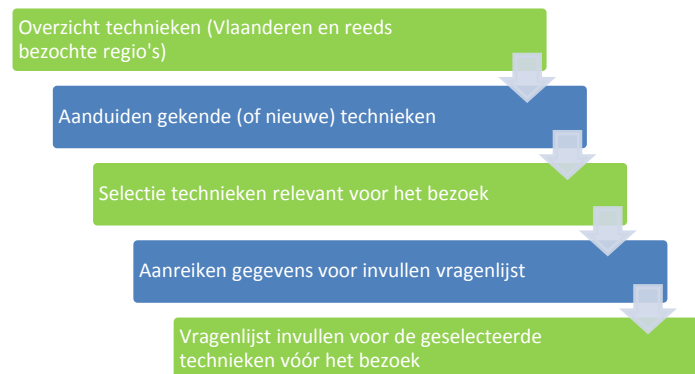 Overzicht technieken (Vlaanderen en reeds
bezochte regio's)
Aanduiden gekende (of nieuwe) technieken
Selectie technieken relevant voor het bezoek
Aanreiken gegevens voor invullen vragenlijst
Vragenlijst invullen voor de geselecteerde
technieken vóór het bezoek